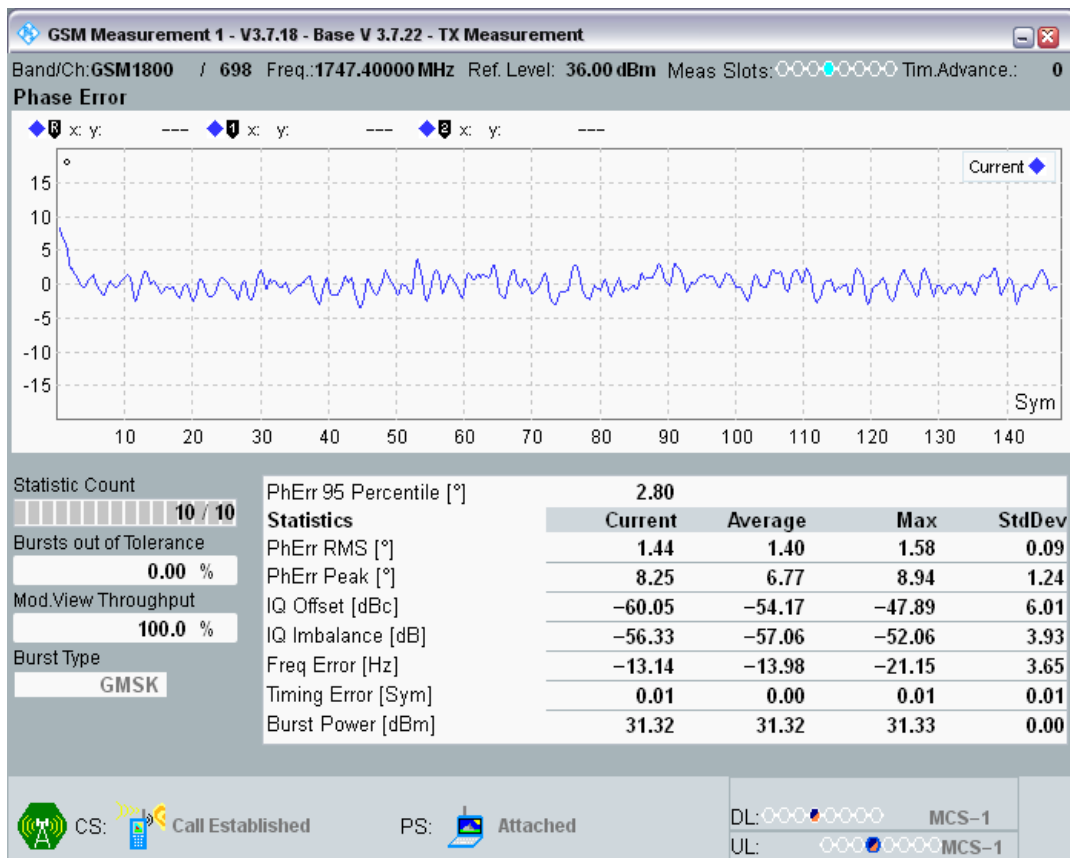 GSM Measurement 1 - V3.7.18 - Base V 3.7.22 - TX Measurement
Band/Ch:GSM1800 / 698 Freq.:1747.40000 MHz Ref. Level: 36.00 dBm Meas Slots: Tim.Advance.: 0
Phase Error
R x: y: --- 1 x: y: --- 2 x: y: ---
°
Current
15
10
5
0
-5
-10
-15
Sym
10 20 30 40 50 60 70 80 90 100 110 120 130 140
Statistic Count
10 / 10
Bursts out of Tolerance
0.00 %
Mod.View Throughput
100.0 %
Burst Type
GMSK
PhErr 95 Percentile [°] 2.80
Statistics Current Average Max StdDev
PhErr RMS [°] 1.44 1.40 1.58 0.09
PhErr Peak [°] 8.25 6.77 8.94 1.24
IQ Offset [dBc] −60.05 −54.17 −47.89 6.01
IQ Imbalance [dB] −56.33 −57.06 −52.06 3.93
Freq Error [Hz] −13.14 −13.98 −21.15 3.65
Timing Error [Sym] 0.01 0.00 0.01 0.01
Burst Power [dBm] 31.32 31.32 31.33 0.00
CS: Call Established PS: Attached
DL: MCS−1
UL: MCS−1